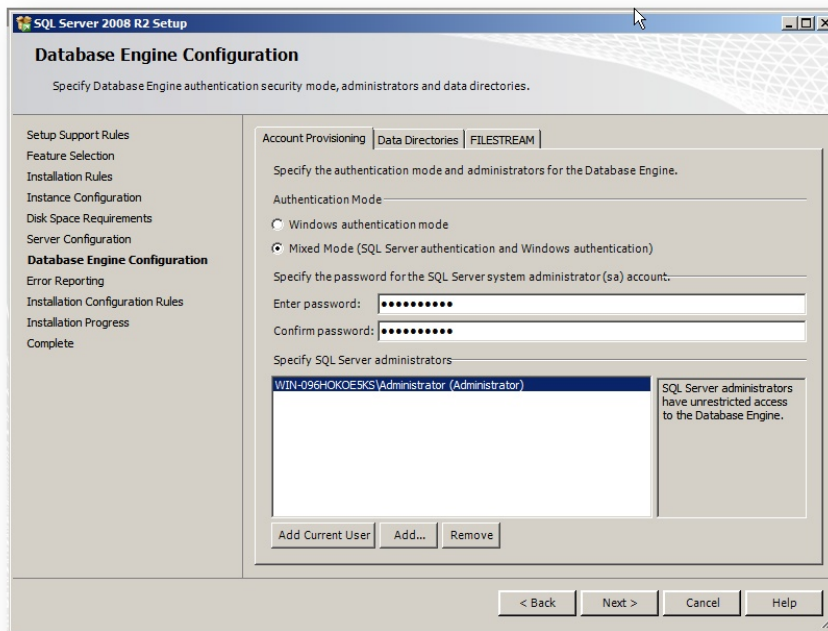 SQL Server 2008 R2 Setup
Database Engine Configuration
Specify Database Engine authentication security mode, administrators and data directories.
Setup Support Rules
Feature Selection
Installation Rules
Instance Configuration
Disk Space Requirements
Server Configuration
Database Engine Configuration
Error Reporting
Installation Configuration Rules
Installation Progress
Complete
Account Provisioning Data Directories FILESTREAM
Specify the authentication mode and administrators for the Database Engine.
Authentication Mode
Windows authentication mode
Mixed Mode (SQL Server authentication and Windows authentication)
Specify the password for the SQL Server system administrator (sa) account.
Enter password: ●●●●●●●●●●
Confirm password: ●●●●●●●●●●
Specify SQL Server administrators
WIN-096HOKOE5KS\Administrator (Administrator)
SQL Server administrators
have unrestricted access
to the Database Engine.
Add Current User Add... Remove
< Back Next > Cancel Help